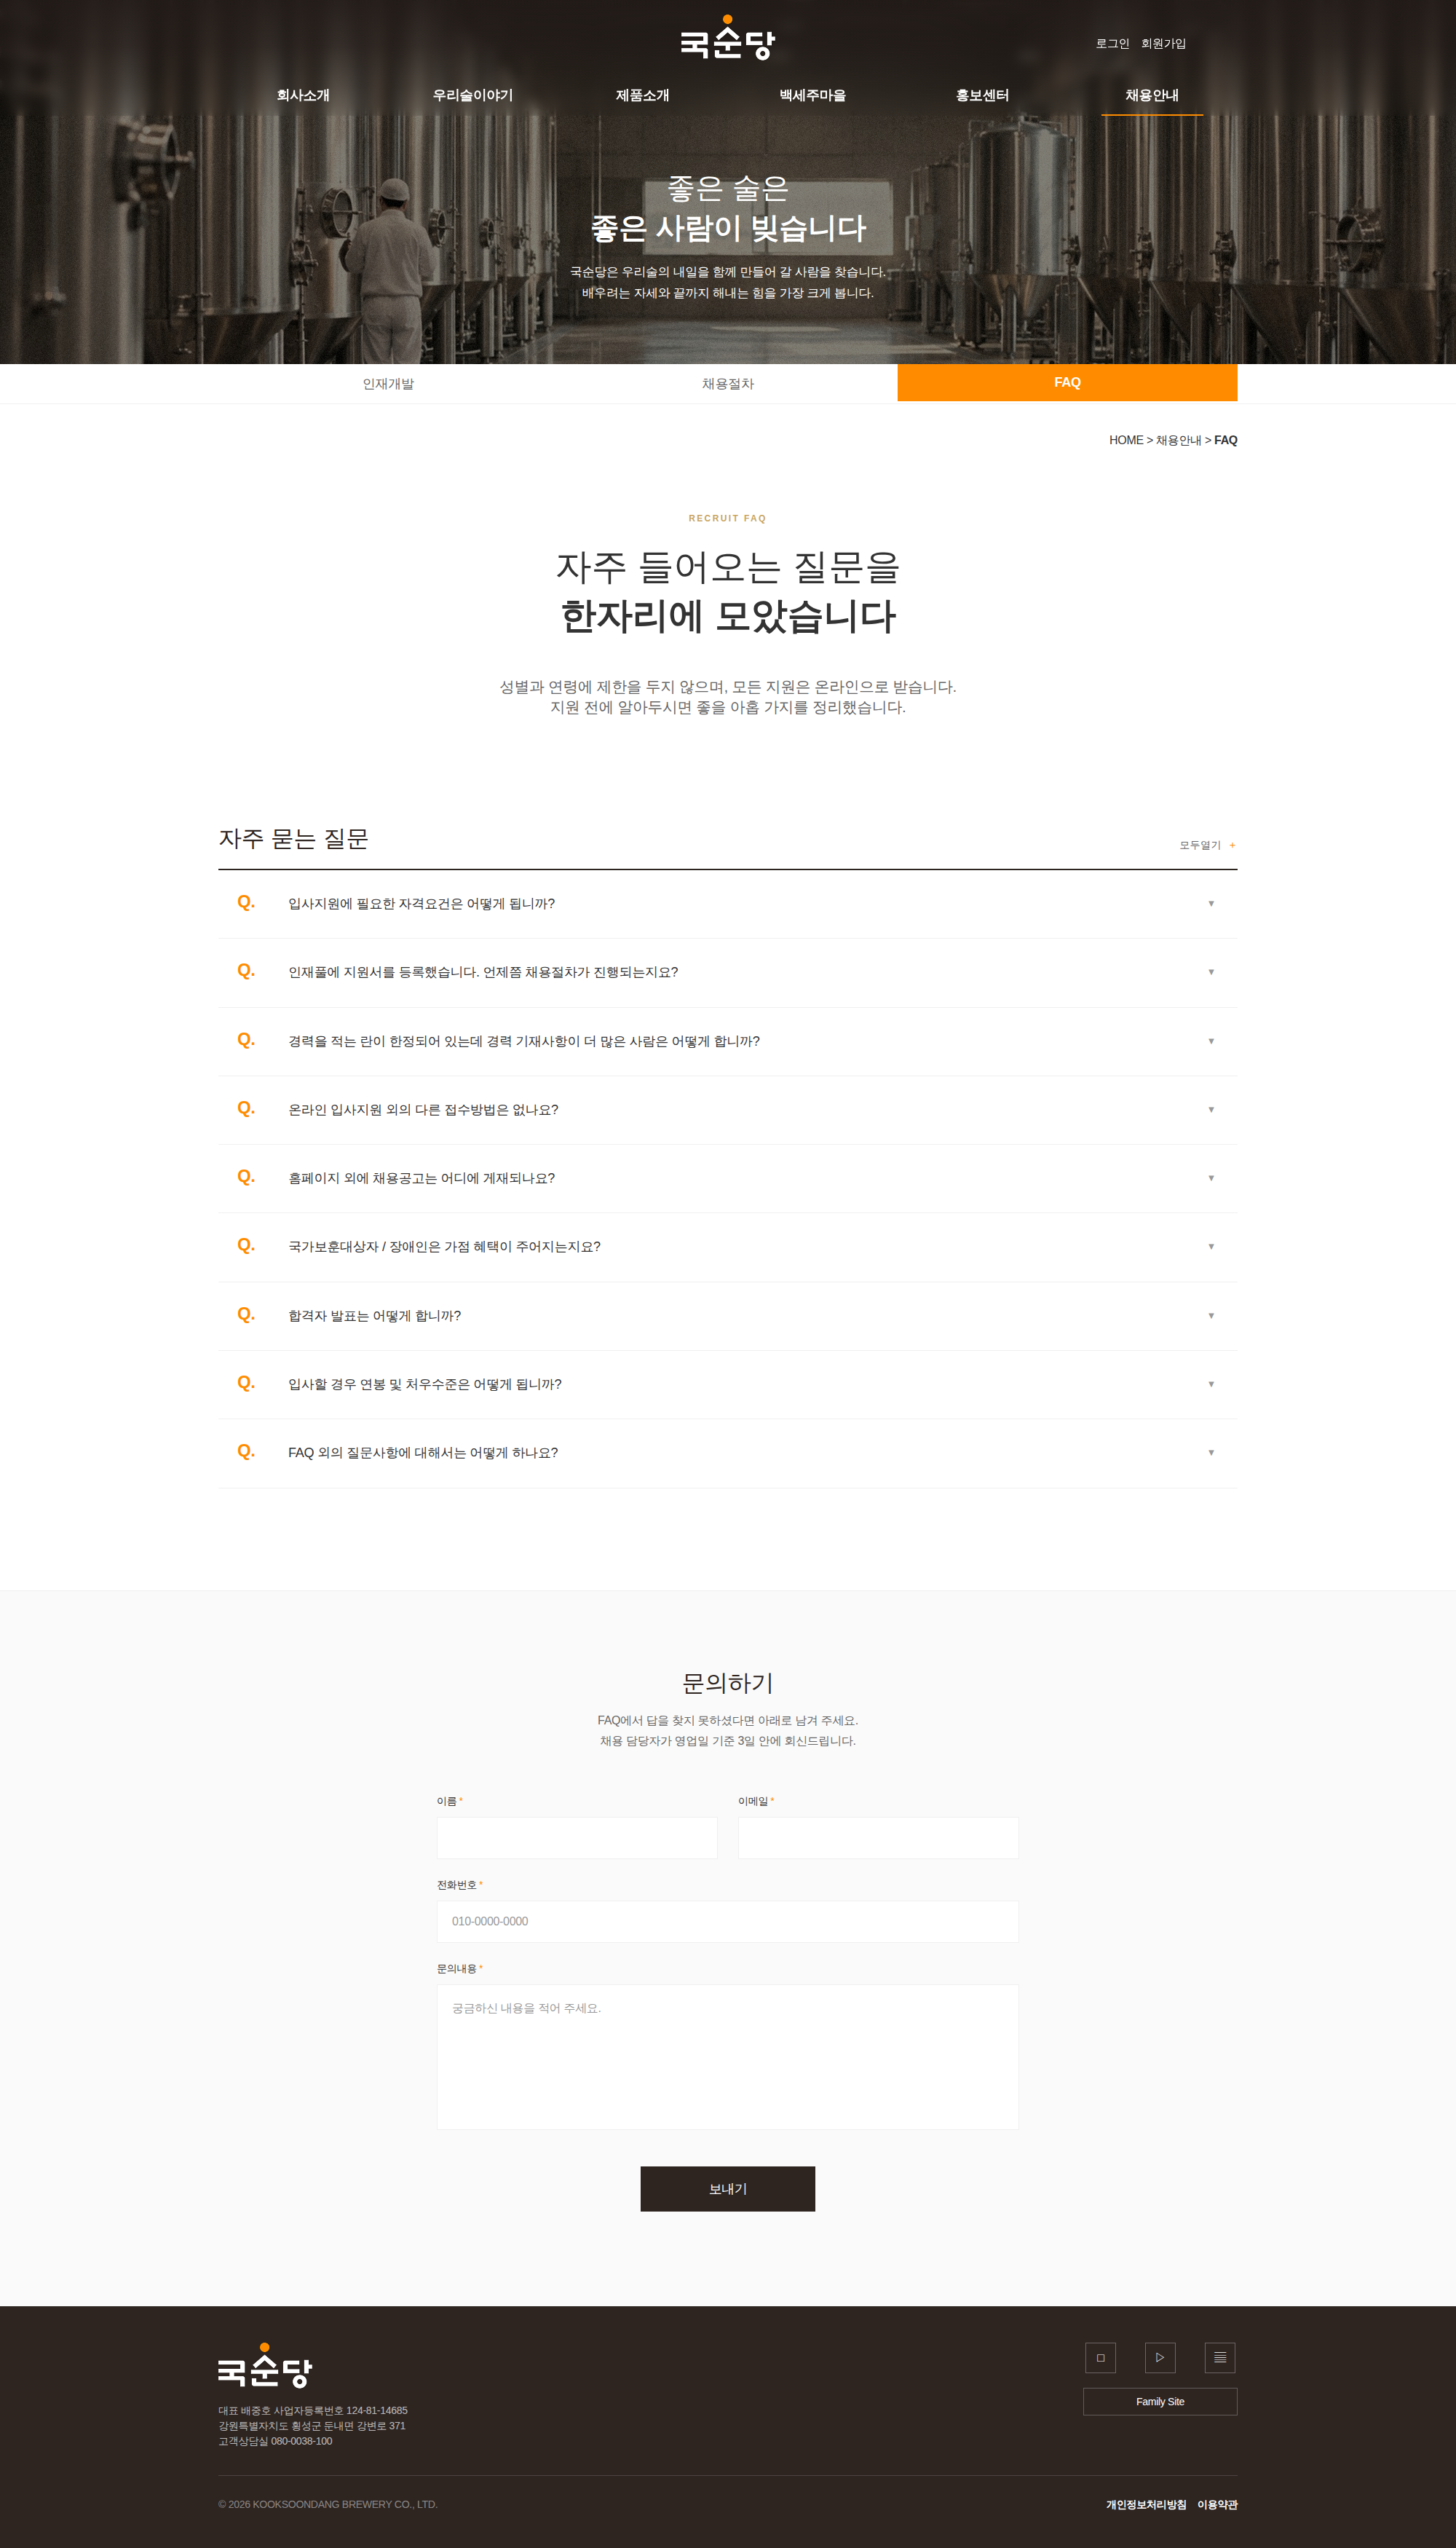 국순당
로그인 회원가입
회사소개 우리술이야기 제품소개 백세주마을 홍보센터 채용안내
좋은 술은
좋은 사람이 빚습니다
국순당은 우리술의 내일을 함께 만들어 갈 사람을 찾습니다.
배우려는 자세와 끝까지 해내는 힘을 가장 크게 봅니다.
인재개발 채용절차 FAQ
HOME > 채용안내 > FAQ
RECRUIT FAQ
자주 들어오는 질문을
한자리에 모았습니다
성별과 연령에 제한을 두지 않으며, 모든 지원은 온라인으로 받습니다.
지원 전에 알아두시면 좋을 아홉 가지를 정리했습니다.
자주 묻는 질문
모두열기 +
Q. 입사지원에 필요한 자격요건은 어떻게 됩니까? ▼
Q. 인재풀에 지원서를 등록했습니다. 언제쯤 채용절차가 진행되는지요? ▼
Q. 경력을 적는 란이 한정되어 있는데 경력 기재사항이 더 많은 사람은 어떻게 합니까? ▼
Q. 온라인 입사지원 외의 다른 접수방법은 없나요? ▼
Q. 홈페이지 외에 채용공고는 어디에 게재되나요? ▼
Q. 국가보훈대상자 / 장애인은 가점 혜택이 주어지는지요? ▼
Q. 합격자 발표는 어떻게 합니까? ▼
Q. 입사할 경우 연봉 및 처우수준은 어떻게 됩니까? ▼
Q. FAQ 외의 질문사항에 대해서는 어떻게 하나요? ▼
문의하기
FAQ에서 답을 찾지 못하셨다면 아래로 남겨 주세요.
채용 담당자가 영업일 기준 3일 안에 회신드립니다.
이름 * 이메일 *
전화번호 *
010-0000-0000
문의내용 *
궁금하신 내용을 적어 주세요.
보내기
국순당
대표 배중호 사업자등록번호 124-81-14685
강원특별자치도 횡성군 둔내면 강변로 371
고객상담실 080-0038-100
Family Site
© 2026 KOOKSOONDANG BREWERY CO., LTD.
개인정보처리방침 이용약관